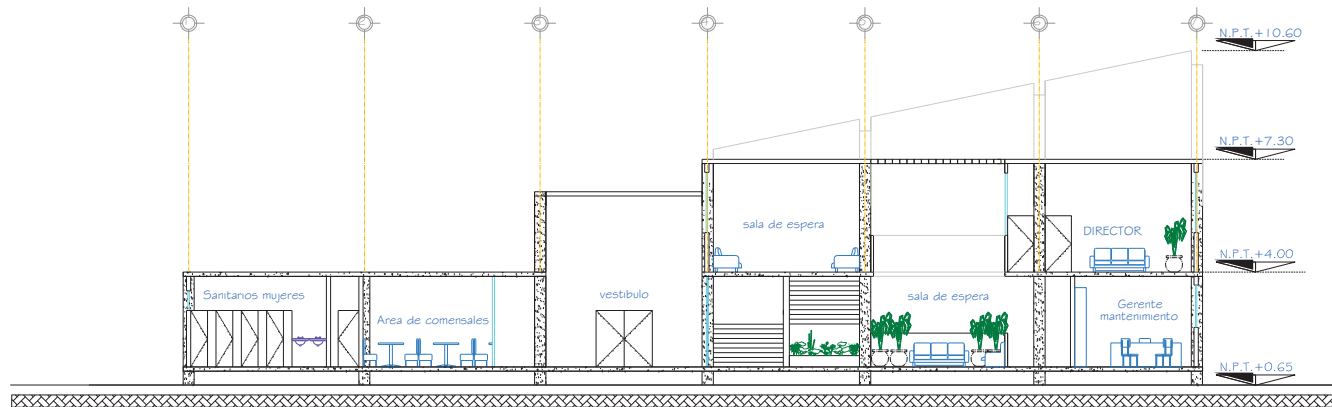 N.P.T.+10.60
N.P.T.+7.30
sala de espera
DIRECTOR
N.P.T.+4.00
Sanitarios mujeres
Area de comensales
vestibulo
sala de espera
Gerente
mantenimiento
N.P.T.+0.65